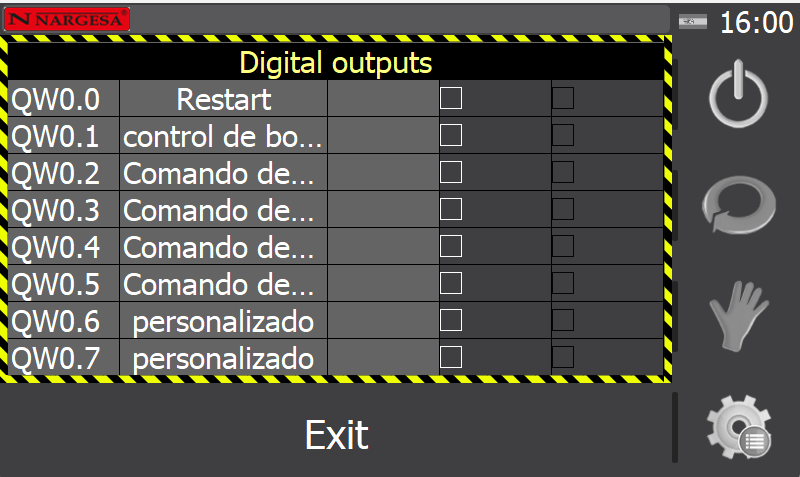 NARGESA
16:00
Digital outputs
QW0.0 Restart
QW0.1 control de bo...
QW0.2 Comando de...
QW0.3 Comando de...
QW0.4 Comando de...
QW0.5 Comando de...
QW0.6 personalizado
QW0.7 personalizado
Exit